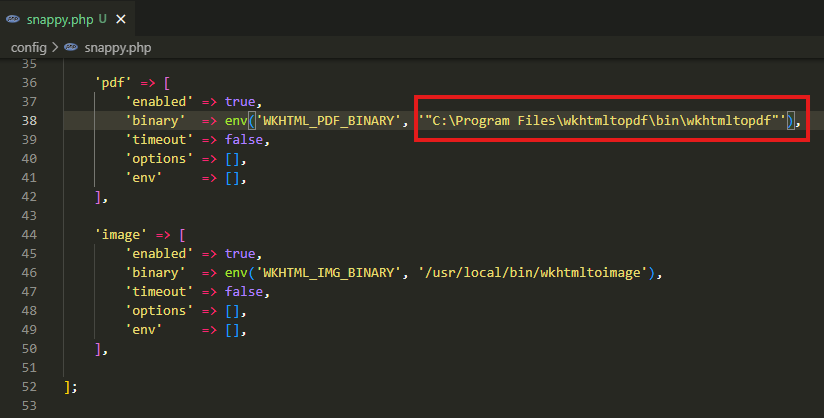 snappy.php U ×
config > snappy.php
35
36 'pdf' => [
37 'enabled' => true,
38 'binary' => env('WKHTML_PDF_BINARY', '"C:\Program Files\wkhtmltopdf\bin\wkhtmltopdf"'),
39 'timeout' => false,
40 'options' => [],
41 'env' => [],
42 ],
43
44 'image' => [
45 'enabled' => true,
46 'binary' => env('WKHTML_IMG_BINARY', '/usr/local/bin/wkhtmltoimage'),
47 'timeout' => false,
48 'options' => [],
49 'env' => [],
50 ],
51
52 ];
53